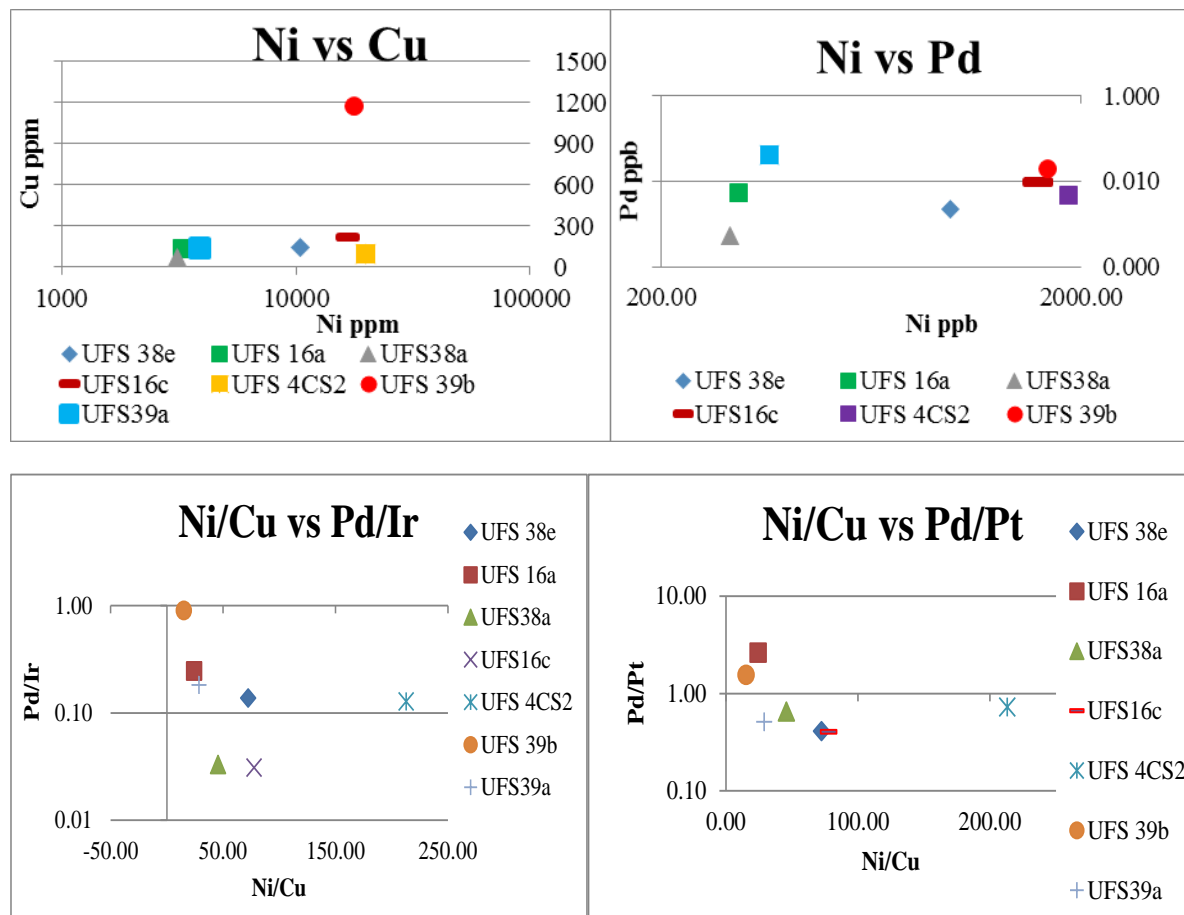 Ni vs Cu
1500
1200
900
600
300
0
Cu ppm
1000
10000
100000
Ni ppm
UFS 38e
UFS 16a
UFS38a
UFS16c
UFS 4CS2
UFS 39b
UFS39a
Ni vs Pd
1.000
0.010
0.000
Pd ppb
200.00
2000.00
Ni ppb
UFS 38e
UFS 16a
UFS38a
UFS16c
UFS 4CS2
UFS 39b
Ni/Cu vs Pd/Ir
1.00
0.10
0.01
Pd/Ir
-50.00
50.00
150.00
250.00
Ni/Cu
UFS 38e
UFS 16a
UFS38a
UFS16c
UFS 4CS2
UFS 39b
UFS39a
Ni/Cu vs Pd/Pt
10.00
1.00
0.10
Pd/Pt
0.00
100.00
200.00
Ni/Cu
UFS 38e
UFS 16a
UFS38a
UFS16c
UFS 4CS2
UFS 39b
UFS39a